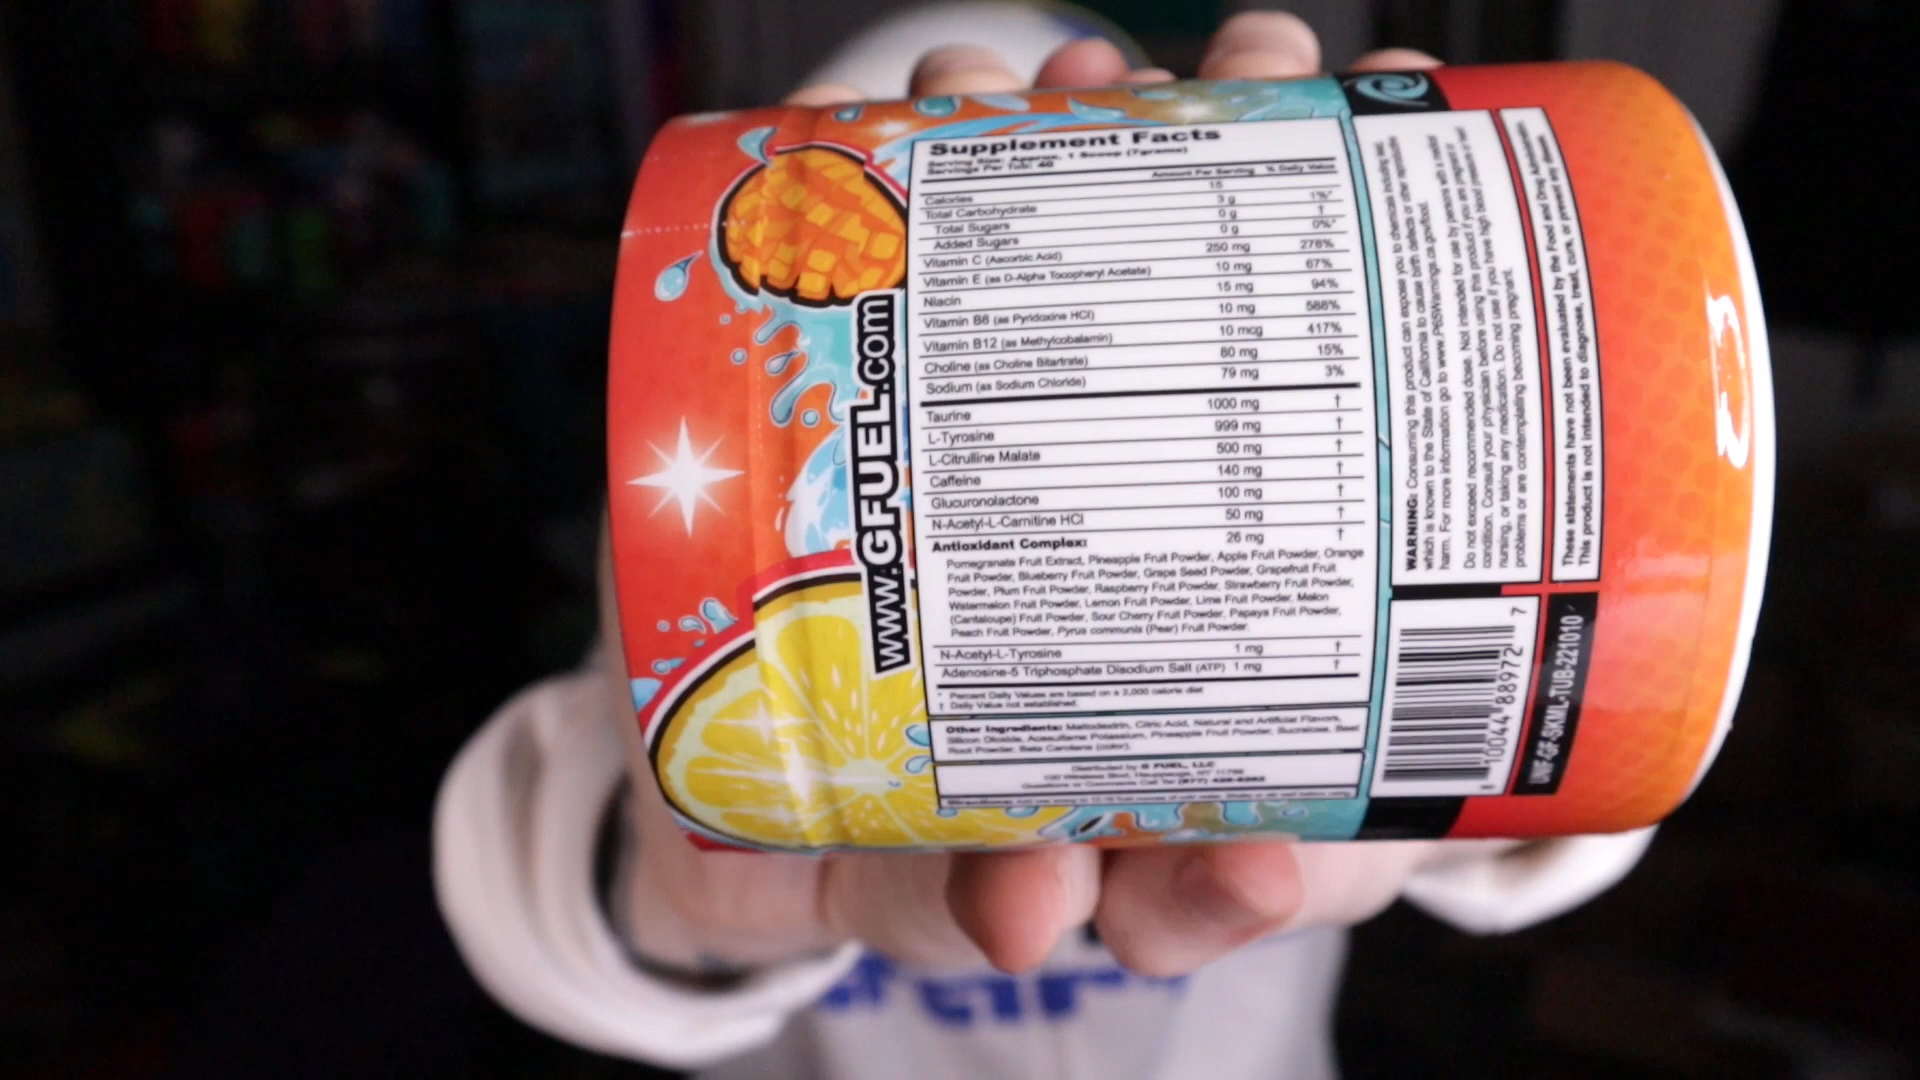 Supplement Facts
Serving Size: Approx. 1 Scoop (7grams)
Servings Per Tub: 40
Amount Per Serving % Daily Value
Calories 15
Total Carbohydrate 3 g 1%*
Total Sugars 0 g †
Added Sugars 0 g 0%*
Vitamin C (Ascorbic Acid) 250 mg 278%
Vitamin E (as D-Alpha Tocopheryl Acetate) 10 mg 67%
Niacin 15 mg 94%
Vitamin B6 (as Pyridoxine HCl) 10 mg 588%
Vitamin B12 (as Methylcobalamin) 10 mcg 417%
Choline (as Choline Bitartrate) 80 mg 15%
Sodium (as Sodium Chloride) 79 mg 3%
Taurine 1000 mg †
L-Tyrosine 999 mg †
L-Citrulline Malate 500 mg †
Caffeine 140 mg †
Glucuronolactone 100 mg †
N-Acetyl-L-Carnitine HCl 50 mg †
Antioxidant Complex: 26 mg †
Pomegranate Fruit Extract, Pineapple Fruit Powder, Apple Fruit Powder, Orange
Fruit Powder, Blueberry Fruit Powder, Grape Seed Powder, Grapefruit Fruit
Powder, Plum Fruit Powder, Raspberry Fruit Powder, Strawberry Fruit Powder,
Watermelon Fruit Powder, Lemon Fruit Powder, Lime Fruit Powder, Melon
(Cantaloupe) Fruit Powder, Sour Cherry Fruit Powder, Papaya Fruit Powder,
Peach Fruit Powder, Pyrus communis (Pear) Fruit Powder.
N-Acetyl-L-Tyrosine 1 mg †
Adenosine-5 Triphosphate Disodium Salt (ATP) 1 mg †
* Percent Daily Values are based on a 2,000 calorie diet
† Daily Value not established.
Other Ingredients: Maltodextrin, Citric Acid, Natural and Artificial Flavors,
Silicon Dioxide, Acesulfame Potassium, Pineapple Fruit Powder, Sucralose, Beet
Root Powder, Beta Carotene (color).
Distributed by G FUEL, LLC
Questions or Comments Call Tel
Directions:
www.GFUEL.com
WARNING: Consuming this product can expose you to chemicals including lead,
which is known to the State of California to cause birth defects or other reproductive
harm. For more information go to www.P65Warnings.ca.gov/food.
Do not exceed recommended dose. Not intended for use by persons with a medical
condition. Consult your physician before using this product if you are pregnant or
nursing, or taking any medication. Do not use if you have high blood pressure or heart
problems or are contemplating becoming pregnant.
These statements have not been evaluated by the Food and Drug Administration.
This product is not intended to diagnose, treat, cure, or prevent any disease.
8 10044 88972 7